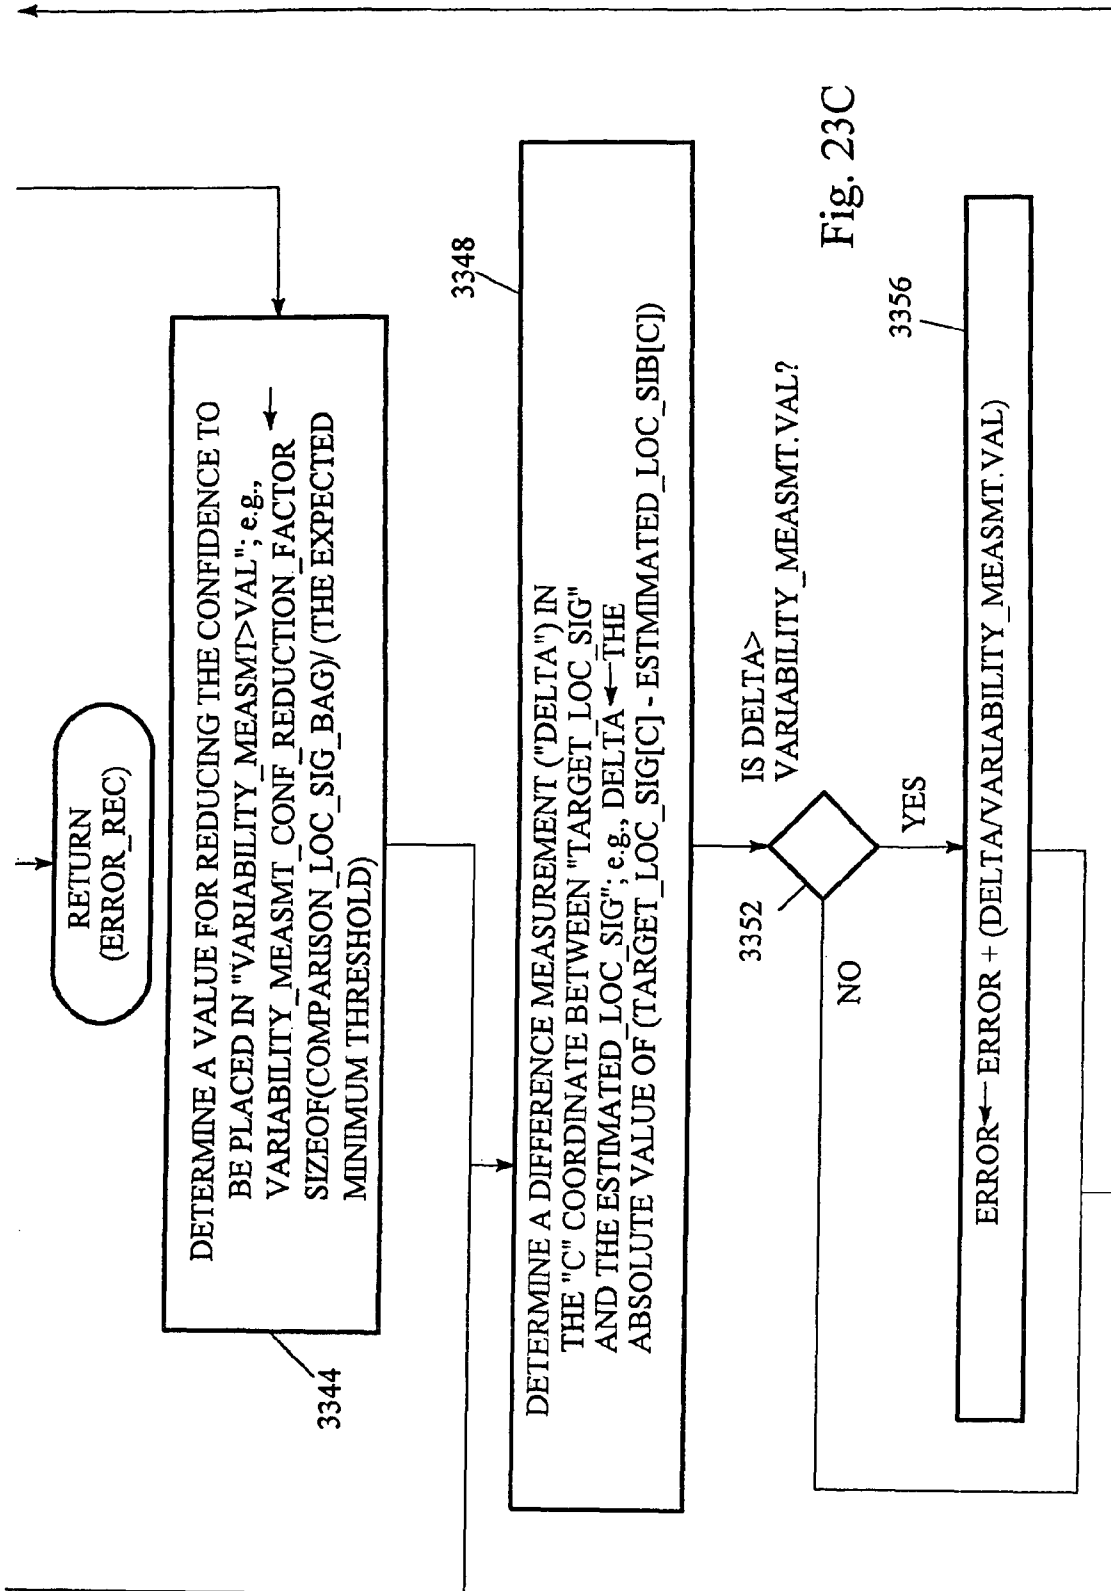 RETURN
(ERROR_REC)
DETERMINE A VALUE FOR REDUCING THE CONFIDENCE TO
BE PLACED IN "VARIABILITY_MEASMT>VAL"; e.g.,
VARIABILITY_MEASMT_CONF_REDUCTION_FACTOR ←
SIZEOF(COMPARISON_LOC_SIG_BAG)/ (THE EXPECTED
MINIMUM THRESHOLD)
3344
3348
DETERMINE A DIFFERENCE MEASUREMENT ("DELTA") IN
THE "C" COORDINATE BETWEEN "TARGET_LOC_SIG"
AND THE ESTIMATED_LOC_SIG"; e.g., DELTA ← THE
ABSOLUTE VALUE OF (TARGET_LOC_SIG[C] - ESTMIMATED_LOC_SIB[C])
IS DELTA>
VARIABILITY_MEASMT.VAL?
3352
NO
YES
3356
ERROR ← ERROR + (DELTA/VARIABILITY_MEASMT.VAL)
Fig. 23C